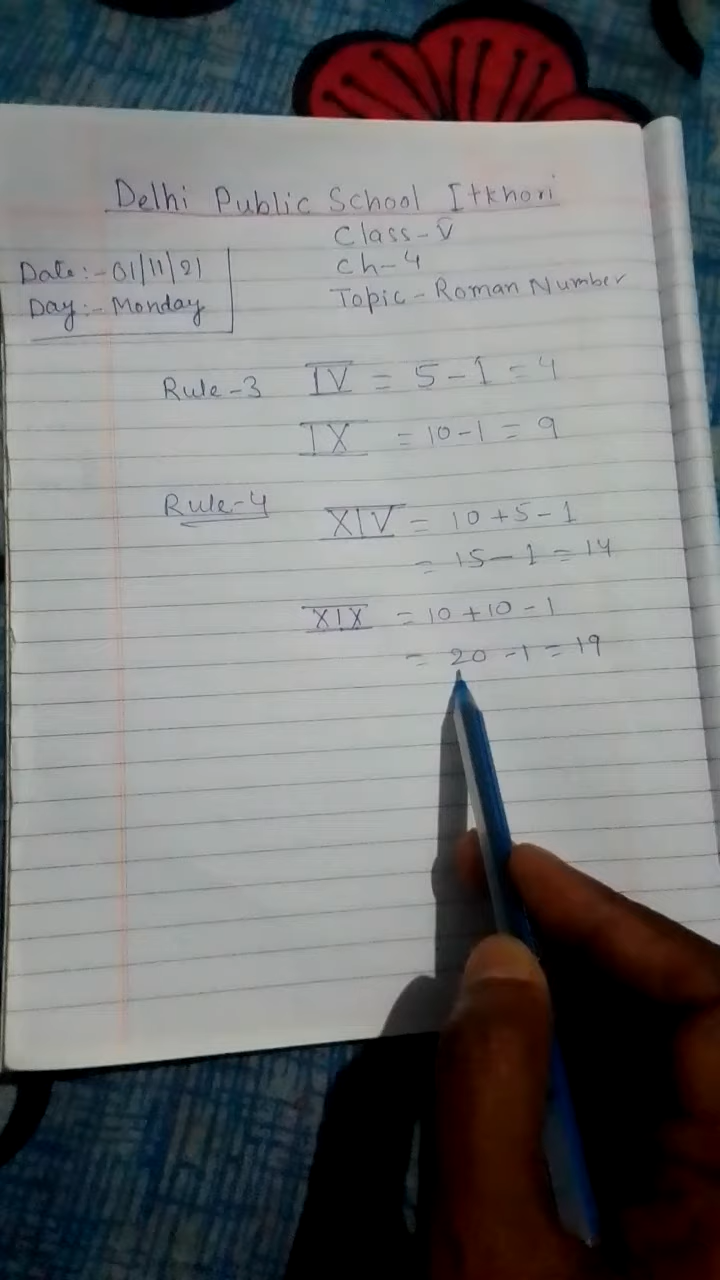 Delhi Public School Itkhori
Class - V
Ch - 4
Topic - Roman Number
Date :- 01/11/21
Day :- Monday
Rule - 3 IV = 5 - 1 = 4
IX = 10 - 1 = 9
Rule - 4 XIV = 10 + 5 - 1
= 15 - 1 = 14
XIX = 10 + 10 - 1
= 20 - 1 = 19